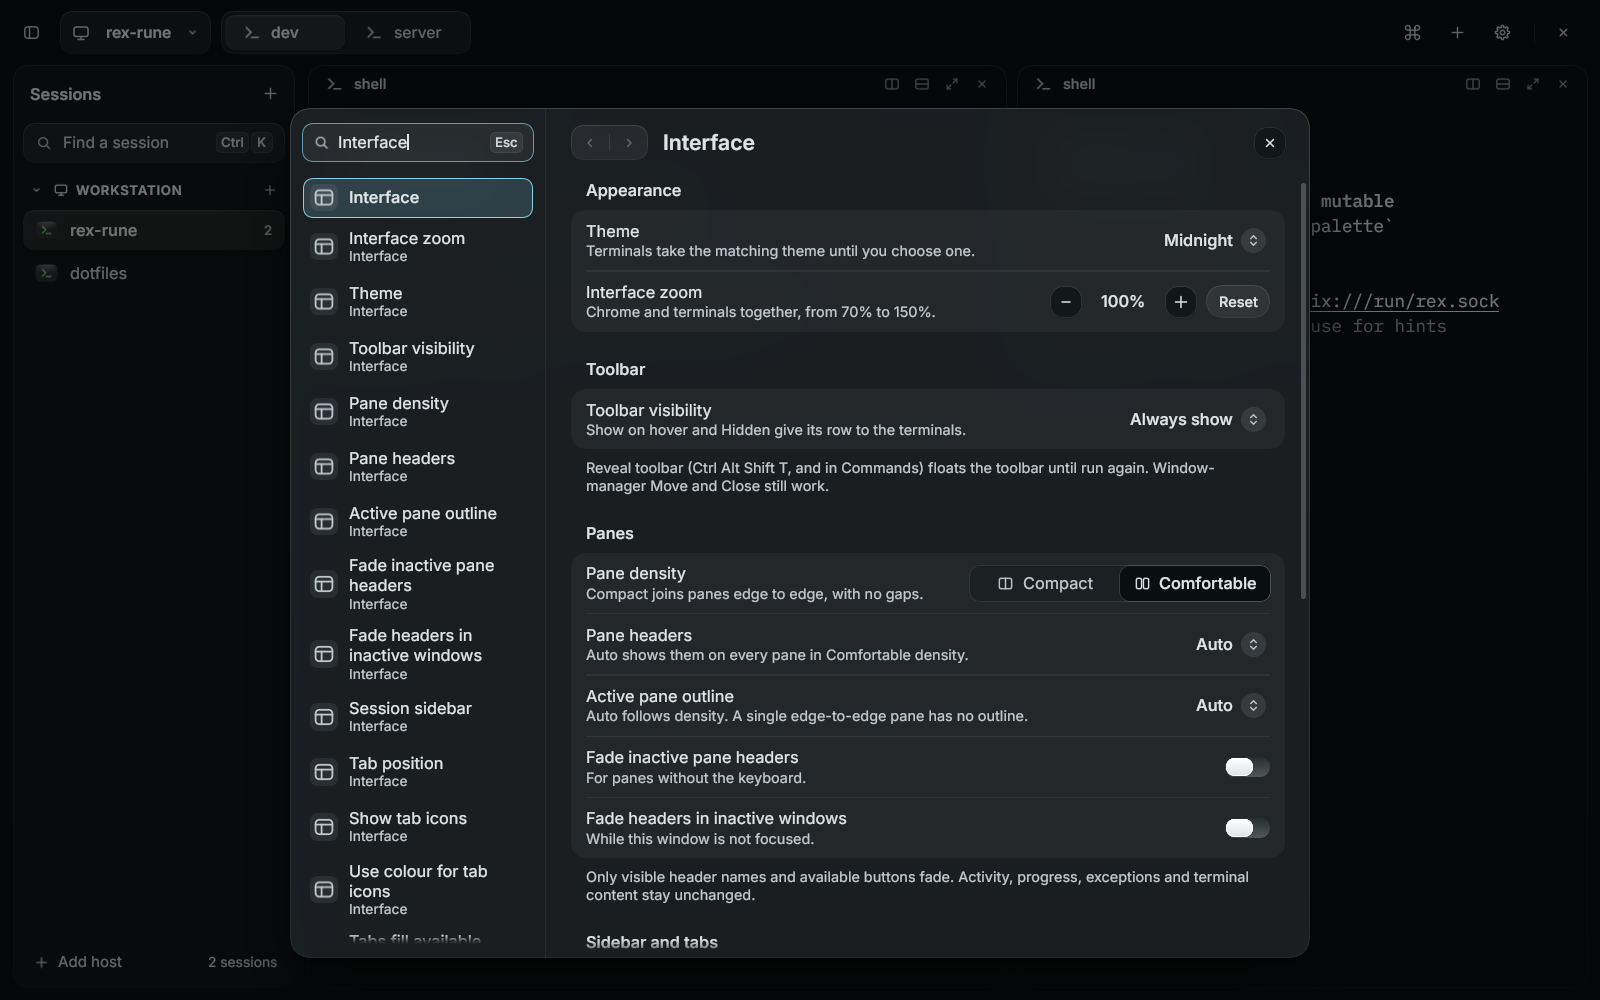 rex-rune
dev
server
Sessions
Find a session
Ctrl
K
WORKSTATION
rex-rune
2
dotfiles
Add host
2 sessions
shell
shell
mutable
palette`
ix:///run/rex.sock
use for hints
Interface
Esc
Interface
Interface zoom
Interface
Theme
Interface
Toolbar visibility
Interface
Pane density
Interface
Pane headers
Interface
Active pane outline
Interface
Fade inactive pane
headers
Interface
Fade headers in
inactive windows
Interface
Session sidebar
Interface
Tab position
Interface
Show tab icons
Interface
Use colour for tab
icons
Interface
Tabs fill available
Interface
Appearance
Theme
Terminals take the matching theme until you choose one.
Midnight
Interface zoom
Chrome and terminals together, from 70% to 150%.
100%
Reset
Toolbar
Toolbar visibility
Show on hover and Hidden give its row to the terminals.
Always show
Reveal toolbar (Ctrl Alt Shift T, and in Commands) floats the toolbar until run again. Window-
manager Move and Close still work.
Panes
Pane density
Compact joins panes edge to edge, with no gaps.
Compact
Comfortable
Pane headers
Auto shows them on every pane in Comfortable density.
Auto
Active pane outline
Auto follows density. A single edge-to-edge pane has no outline.
Auto
Fade inactive pane headers
For panes without the keyboard.
Fade headers in inactive windows
While this window is not focused.
Only visible header names and available buttons fade. Activity, progress, exceptions and terminal
content stay unchanged.
Sidebar and tabs